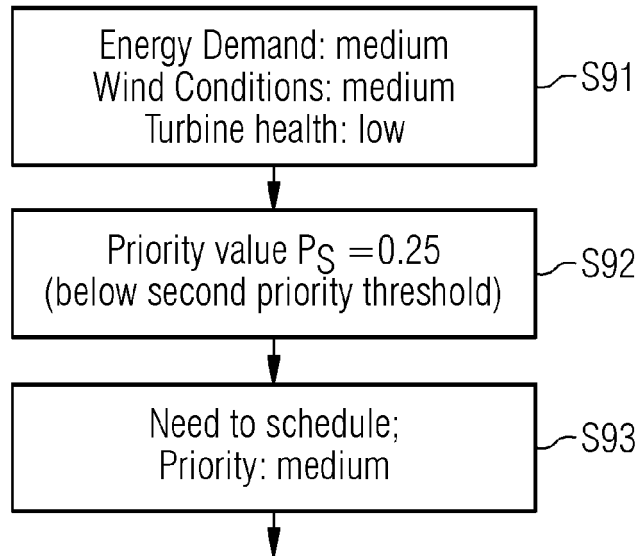 Energy Demand: medium
Wind Conditions: medium
Turbine health: low
S91
Priority value PS = 0.25
(below second priority threshold)
S92
Need to schedule;
Priority: medium
S93